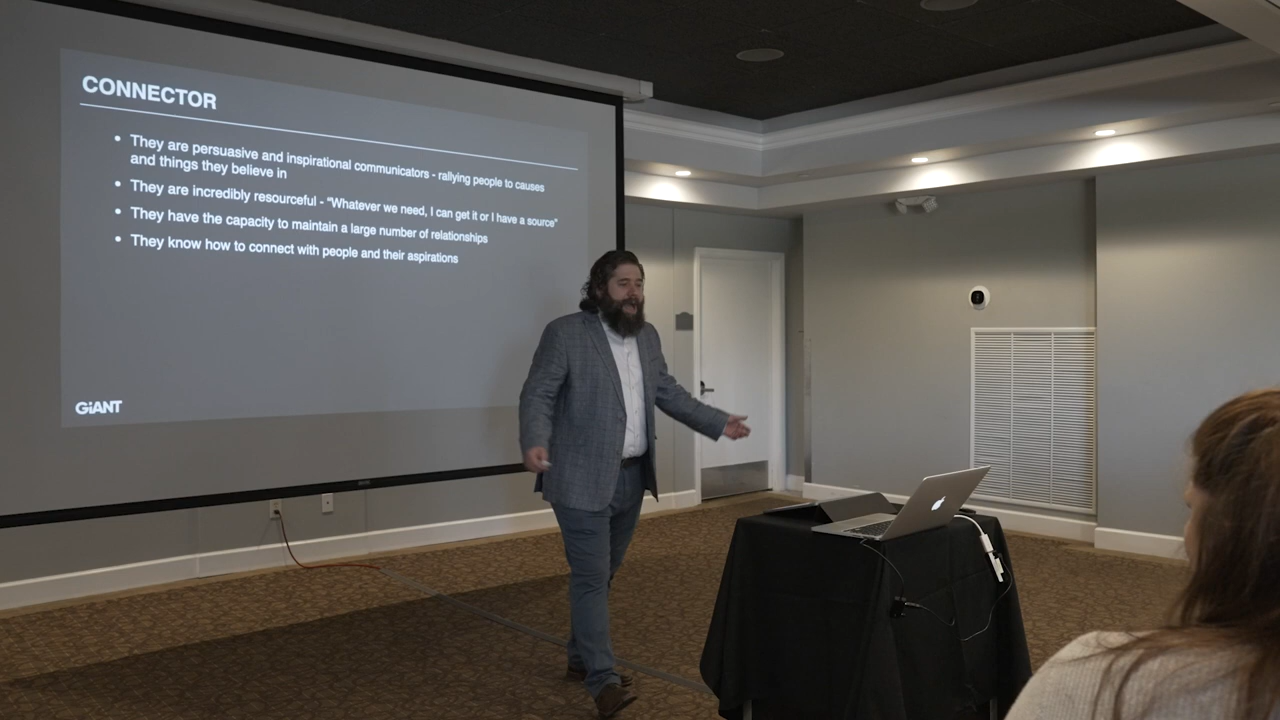 CONNECTOR
• They are persuasive and inspirational communicators - rallying people to causes
and things they believe in
• They are incredibly resourceful - “Whatever we need, I can get it or I have a source”
• They have the capacity to maintain a large number of relationships
• They know how to connect with people and their aspirations
GiANT